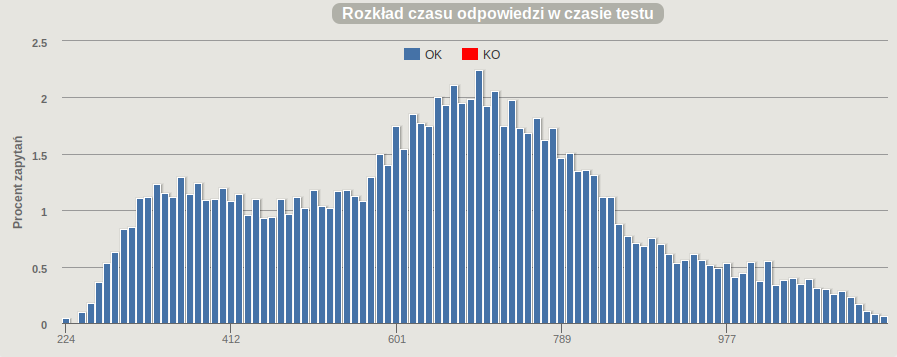 Rozkład czasu odpowiedzi w czasie testu
OK KO
Procent zapytań
2.5
2
1.5
1
0.5
0
224 412 601 789 977